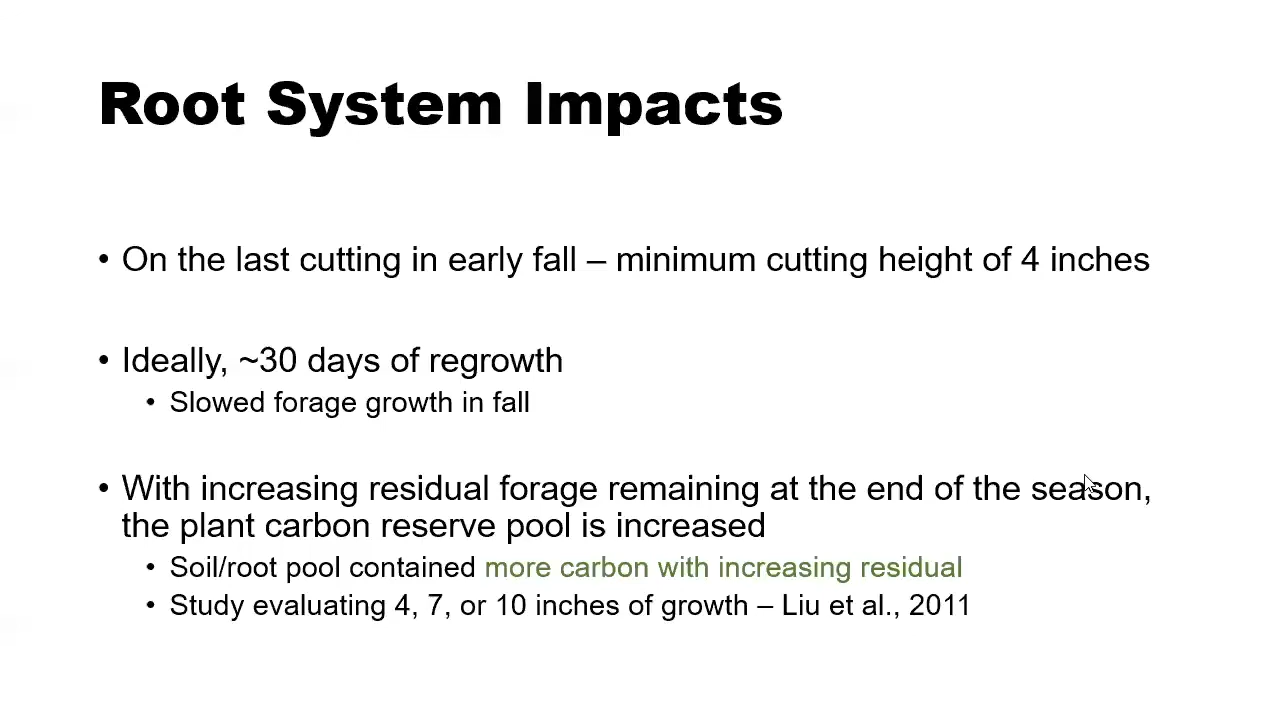 Root System Impacts
• On the last cutting in early fall – minimum cutting height of 4 inches
• Ideally, ~30 days of regrowth
• Slowed forage growth in fall
• With increasing residual forage remaining at the end of the season,
the plant carbon reserve pool is increased
• Soil/root pool contained more carbon with increasing residual
• Study evaluating 4, 7, or 10 inches of growth – Liu et al., 2011